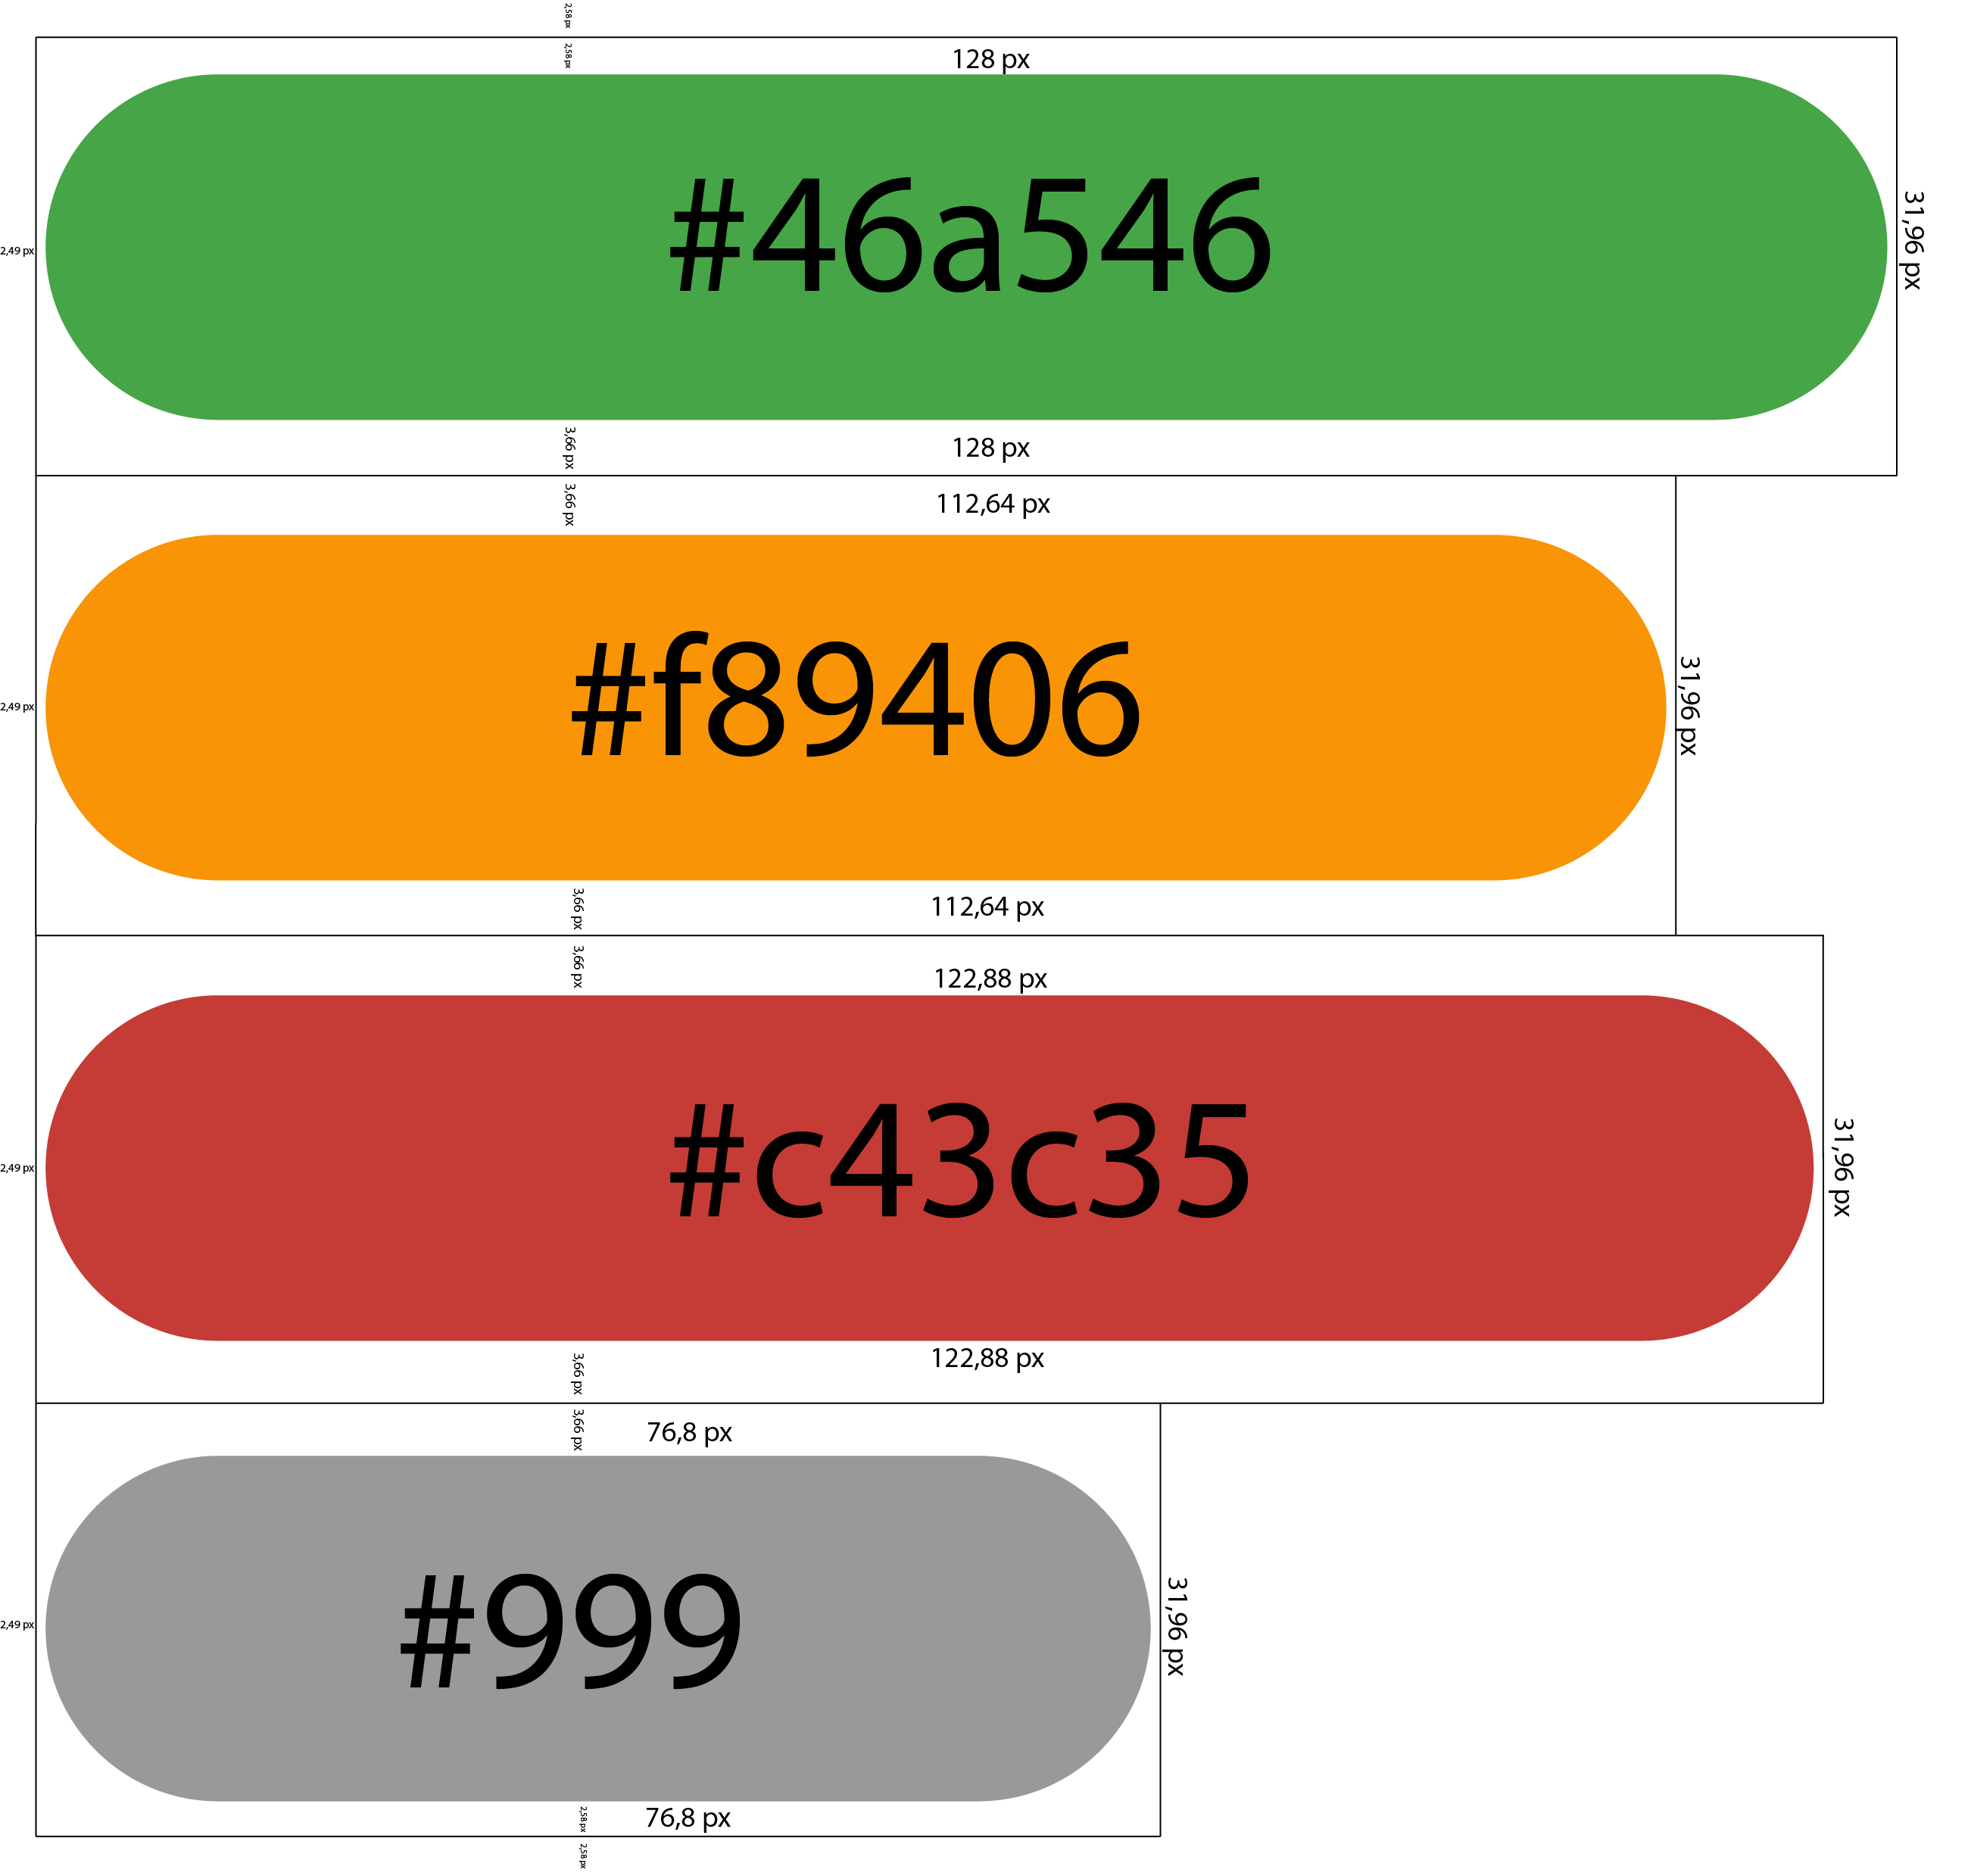 2,58 px
2,58 px
128 px
#46a546
2,49 px
31,96 px
3,66 px
128 px
3,66 px
112,64 px
#f89406
2,49 px
31,96 px
3,66 px
112,64 px
3,66 px
122,88 px
#c43c35
2,49 px
31,96 px
3,66 px
122,88 px
3,66 px
76,8 px
#999
2,49 px
31,96 px
2,58 px
76,8 px
2,58 px